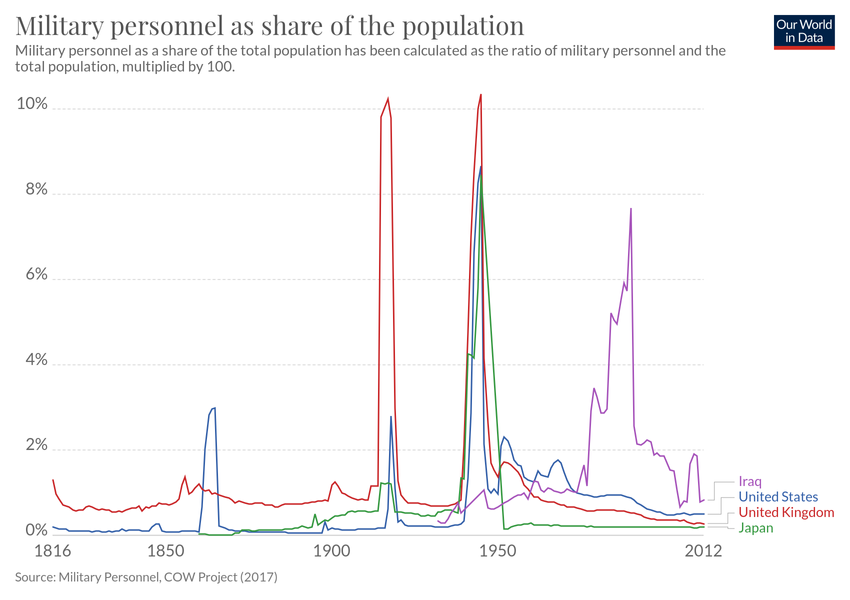 Military personnel as share of the population
Our World
in Data
Military personnel as a share of the total population has been calculated as the ratio of military personnel and the
total population, multiplied by 100.
10%
8%
6%
4%
2%
0%
Iraq
United States
United Kingdom
Japan
1816
1850
1900
1950
2012
Source: Military Personnel, COW Project (2017)